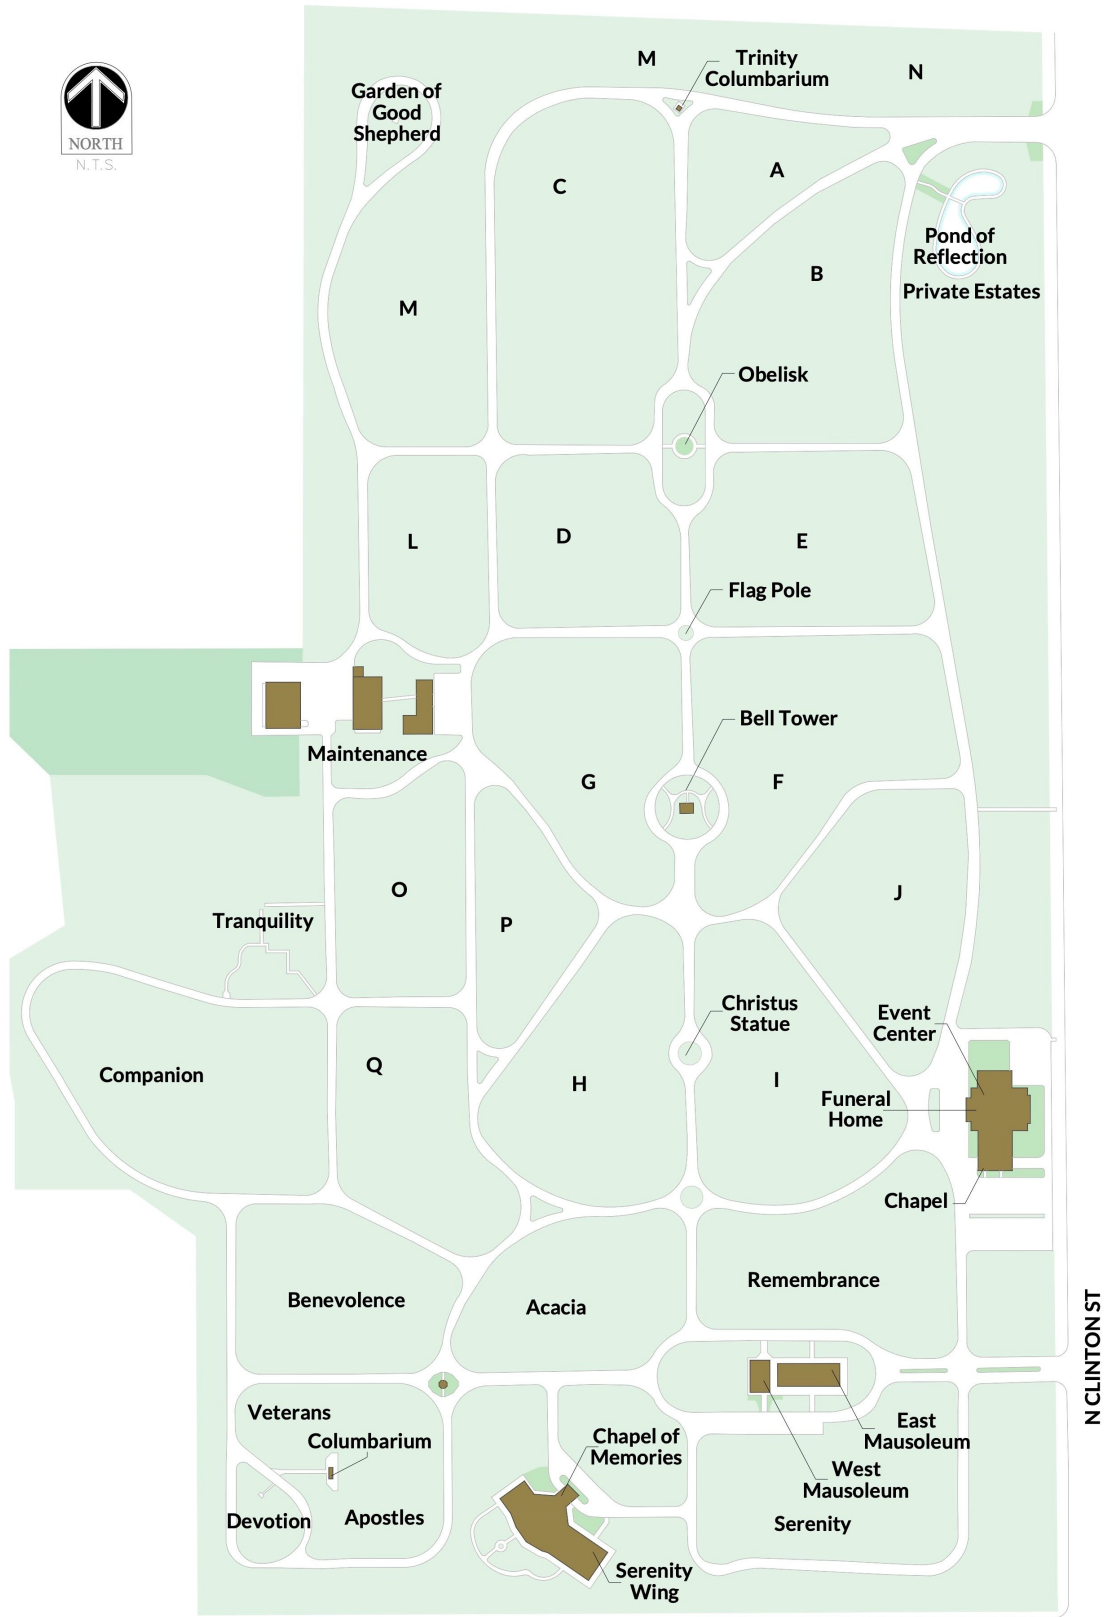 M
Trinity
Columbarium
N
NORTH
N.T.S.
Garden of
Good
Shepherd
C
A
Pond of
Reflection
Private Estates
B
M
Obelisk
L
D
E
Flag Pole
Bell Tower
Maintenance
G
F
O
P
J
Tranquility
Christus
Statue
Event
Center
Companion
Q
H
I
Funeral
Home
Chapel
Benevolence
Acacia
Remembrance
N CLINTON ST
Veterans
Columbarium
Chapel of
Memories
East
Mausoleum
West
Mausoleum
Devotion
Apostles
Serenity
Serenity
Wing